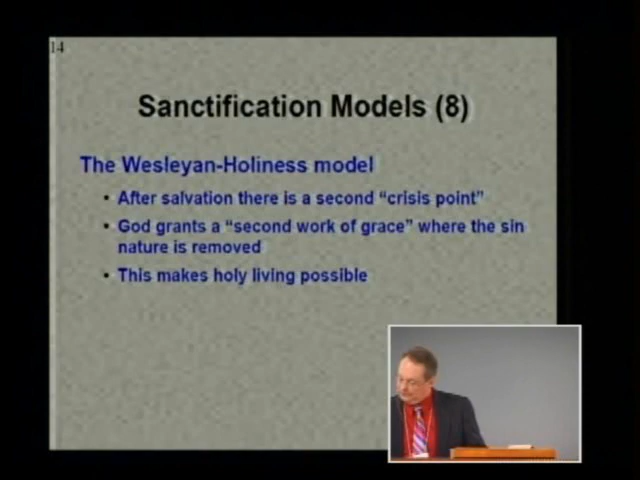 14
Sanctification Models (8)
The Wesleyan-Holiness model
• After salvation there is a second “crisis point”
• God grants a “second work of grace” where the sin
nature is removed
• This makes holy living possible